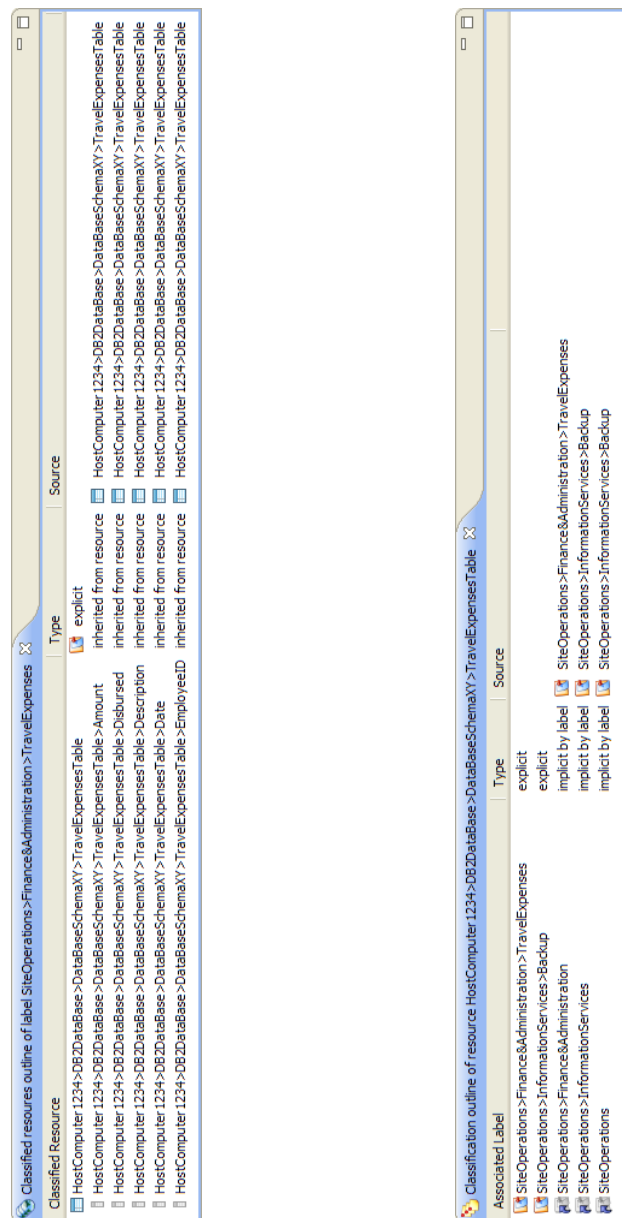 Classified resoures outline of label SiteOperations>Finance&Administration>TravelExpenses
Classified Resource Type Source
HostComputer1234>DB2DataBase>DataBaseSchemaXY>TravelExpensesTable explicit
HostComputer1234>DB2DataBase>DataBaseSchemaXY>TravelExpensesTable>Amount inherited from resource HostComputer1234>DB2DataBase>DataBaseSchemaXY>TravelExpensesTable
HostComputer1234>DB2DataBase>DataBaseSchemaXY>TravelExpensesTable>Disbursed inherited from resource HostComputer1234>DB2DataBase>DataBaseSchemaXY>TravelExpensesTable
HostComputer1234>DB2DataBase>DataBaseSchemaXY>TravelExpensesTable>Description inherited from resource HostComputer1234>DB2DataBase>DataBaseSchemaXY>TravelExpensesTable
HostComputer1234>DB2DataBase>DataBaseSchemaXY>TravelExpensesTable>Date inherited from resource HostComputer1234>DB2DataBase>DataBaseSchemaXY>TravelExpensesTable
HostComputer1234>DB2DataBase>DataBaseSchemaXY>TravelExpensesTable>EmployeeID inherited from resource HostComputer1234>DB2DataBase>DataBaseSchemaXY>TravelExpensesTable
Classification outline of resource HostComputer1234>DB2DataBase>DataBaseSchemaXY>TravelExpensesTable
Associated Label Type Source
SiteOperations>Finance&Administration>TravelExpenses explicit
SiteOperations>InformationServices>Backup explicit
SiteOperations>Finance&Administration implicit by label SiteOperations>Finance&Administration>TravelExpenses
SiteOperations>InformationServices implicit by label SiteOperations>InformationServices>Backup
SiteOperations implicit by label SiteOperations>InformationServices>Backup